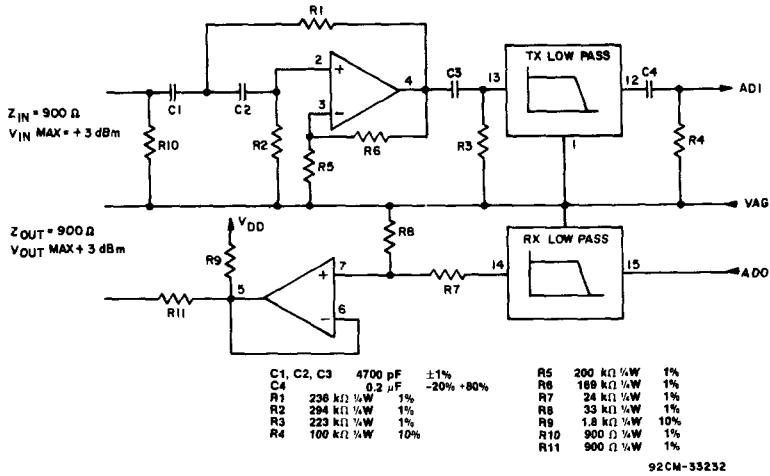 R1
2
+
4
C3
13
TX LOW PASS
12
C4
ADI
C1
C2
3
−
Z IN = 900 Ω
V IN MAX = + 3 dBm
R10
R2
R5
R6
R3
1
R4
VAG
Z OUT = 900 Ω
V OUT MAX + 3 dBm
V DD
R8
RX LOW PASS
R9
7
+
14
15
ADO
R7
5
R11
6
−
C1, C2, C3 4700 pF ±1%
C4 0.2 µF -20% +80%
R1 236 kΩ ¼W 1%
R2 294 kΩ ¼W 1%
R3 223 kΩ ¼W 1%
R4 100 kΩ ¼W 10%
R5 200 kΩ ¼W 1%
R6 169 kΩ ¼W 1%
R7 24 kΩ ¼W 1%
R8 33 kΩ ¼W 1%
R9 1.8 kΩ ¼W 10%
R10 900 Ω ¼W 1%
R11 900 Ω ¼W 1%
92CM-33232